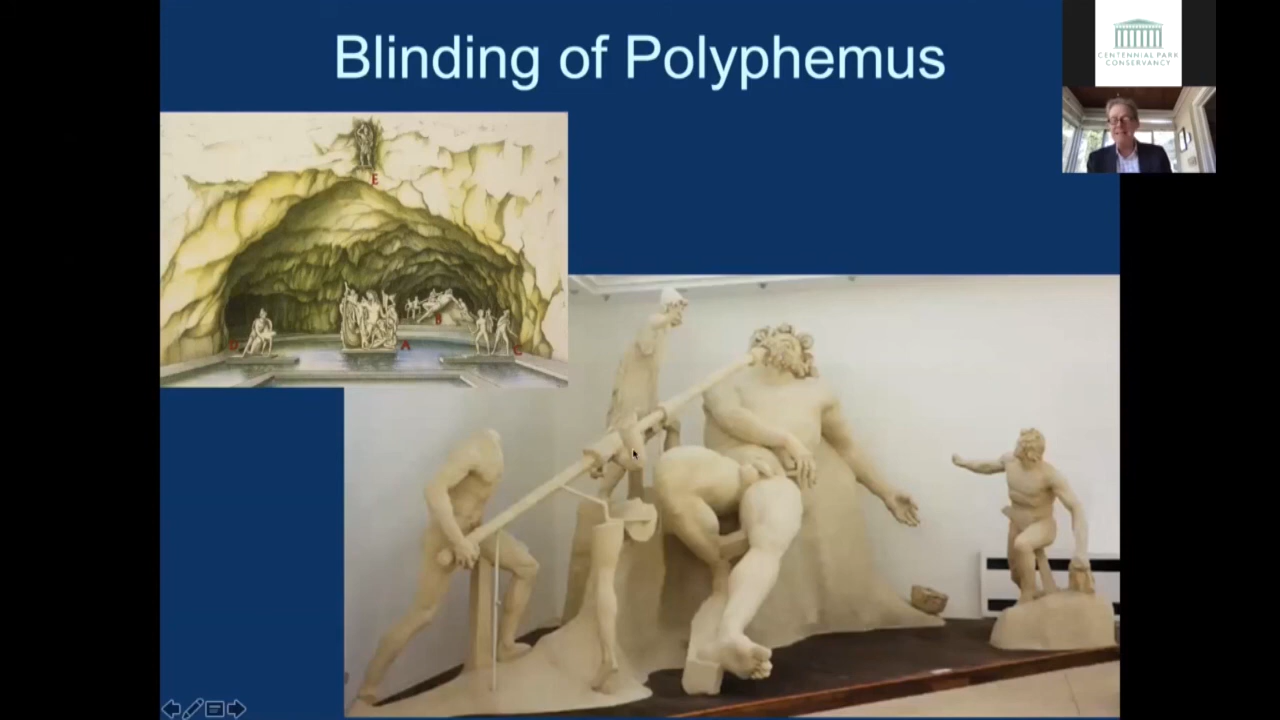 Blinding of Polyphemus
CENTENNIAL PARK
CONSERVANCY
E
B
D
A
C